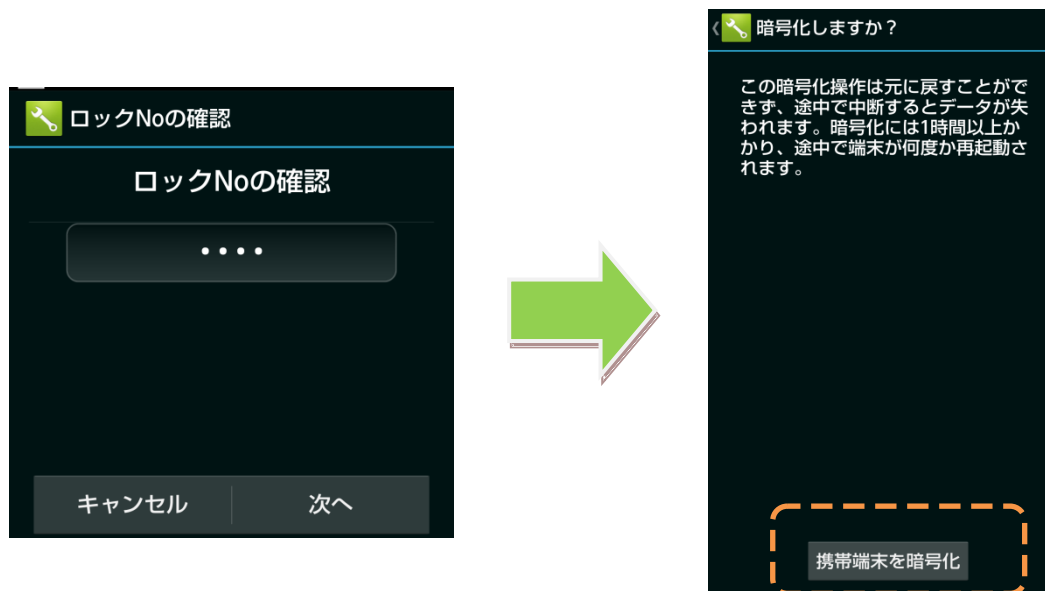 ロックNoの確認
ロックNoの確認
••••
キャンセル 次へ
暗号化しますか？
この暗号化操作は元に戻すことがで
きず、途中で中断するとデータが失
われます。暗号化には1時間以上か
かり、途中で端末が何度か再起動さ
れます。
携帯端末を暗号化